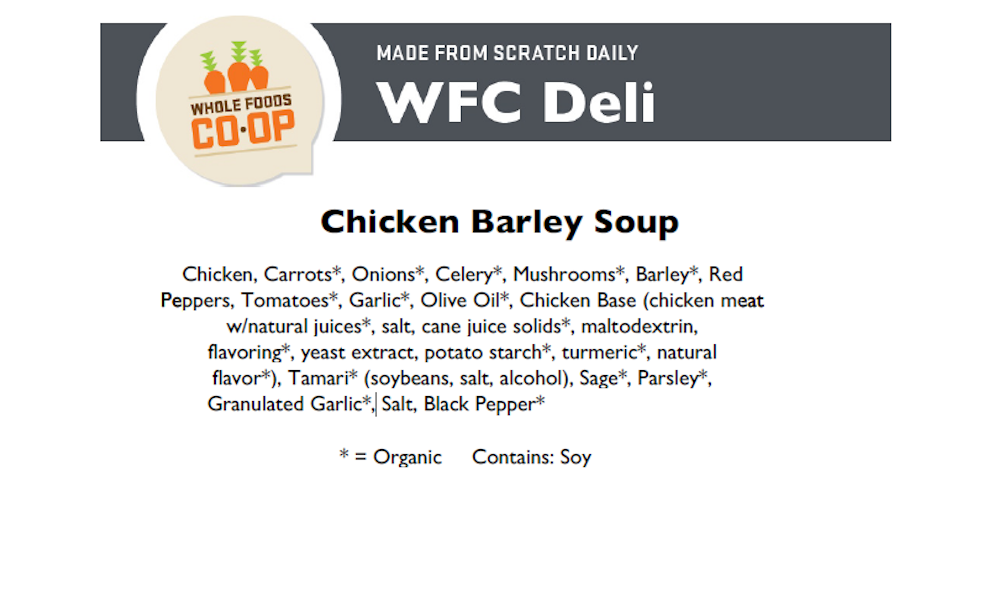 WHOLE FOODS
CO•OP
MADE FROM SCRATCH DAILY
WFC Deli
Chicken Barley Soup
Chicken, Carrots*, Onions*, Celery*, Mushrooms*, Barley*, Red
Peppers, Tomatoes*, Garlic*, Olive Oil*, Chicken Base (chicken meat
w/natural juices*, salt, cane juice solids*, maltodextrin,
flavoring*, yeast extract, potato starch*, turmeric*, natural
flavor*), Tamari* (soybeans, salt, alcohol), Sage*, Parsley*,
Granulated Garlic*, Salt, Black Pepper*
* = Organic Contains: Soy